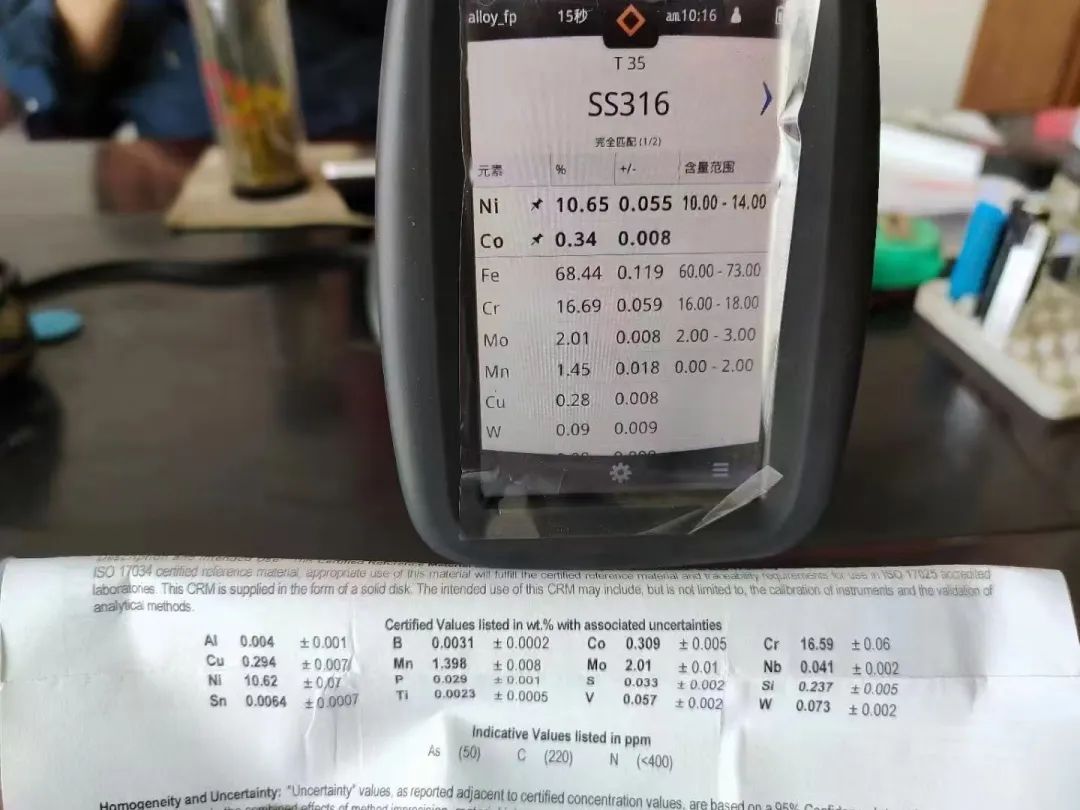 alloy_fp 15秒 am10:16
T 35
SS316
完全匹配 (1/2)
元素 % +/- 含量范围
Ni 10.65 0.055 10.00 - 14.00
Co 0.34 0.008
Fe 68.44 0.119 60.00 - 73.00
Cr 16.69 0.059 16.00 - 18.00
Mo 2.01 0.008 2.00 - 3.00
Mn 1.45 0.018 0.00 - 2.00
Cu 0.28 0.008
W 0.09 0.009
ISO 17034 certified reference material, appropriate use of this material will fulfill the certified reference material and traceability requirements for use in ISO 17025 accredited
laboratories. This CRM is supplied in the form of a solid disk. The intended use of this CRM may include, but is not limited to, the calibration of instruments and the validation of
analytical methods.
Certified Values listed in wt.% with associated uncertainties
Al 0.004 ± 0.001 B 0.0031 ± 0.0002 Co 0.309 ± 0.005 Cr 16.59 ± 0.06
Cu 0.294 ± 0.007 Mn 1.398 ± 0.008 Mo 2.01 ± 0.01 Nb 0.041 ± 0.002
Ni 10.62 ± 0.07 P 0.029 ± 0.001 S 0.033 ± 0.002 Si 0.237 ± 0.005
Sn 0.0064 ± 0.0007 Ti 0.0023 ± 0.0005 V 0.057 ± 0.002 W 0.073 ± 0.002
Indicative Values listed in ppm
As (50) C (220) N (<400)
Homogeneity and Uncertainty: "Uncertainty" values, as reported adjacent to certified concentration values, are based on a 95%